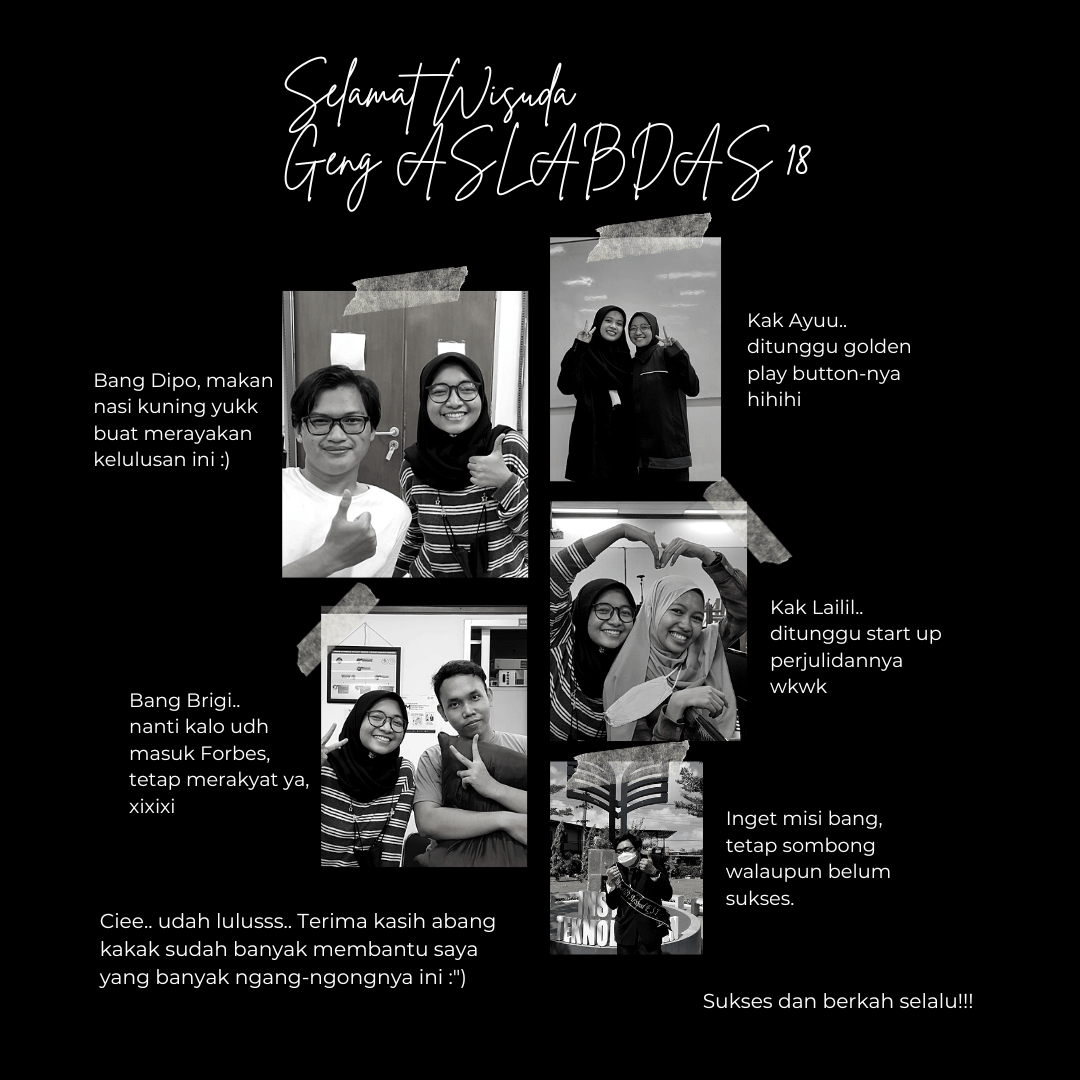 Selamat Wisuda
Geng ASLABDAS 18
Kak Ayuu..
ditunggu golden
play button-nya
hihihi
Bang Dipo, makan
nasi kuning yukk
buat merayakan
kelulusan ini :)
Kak Lailil..
ditunggu start up
perjulidannya
wkwk
Bang Brigi..
nanti kalo udh
masuk Forbes,
tetap merakyat ya,
xixixi
Inget misi bang,
tetap sombong
walaupun belum
sukses.
Ciee.. udah lulusss.. Terima kasih abang
kakak sudah banyak membantu saya
yang banyak ngang-ngongnya ini :")
Sukses dan berkah selalu!!!